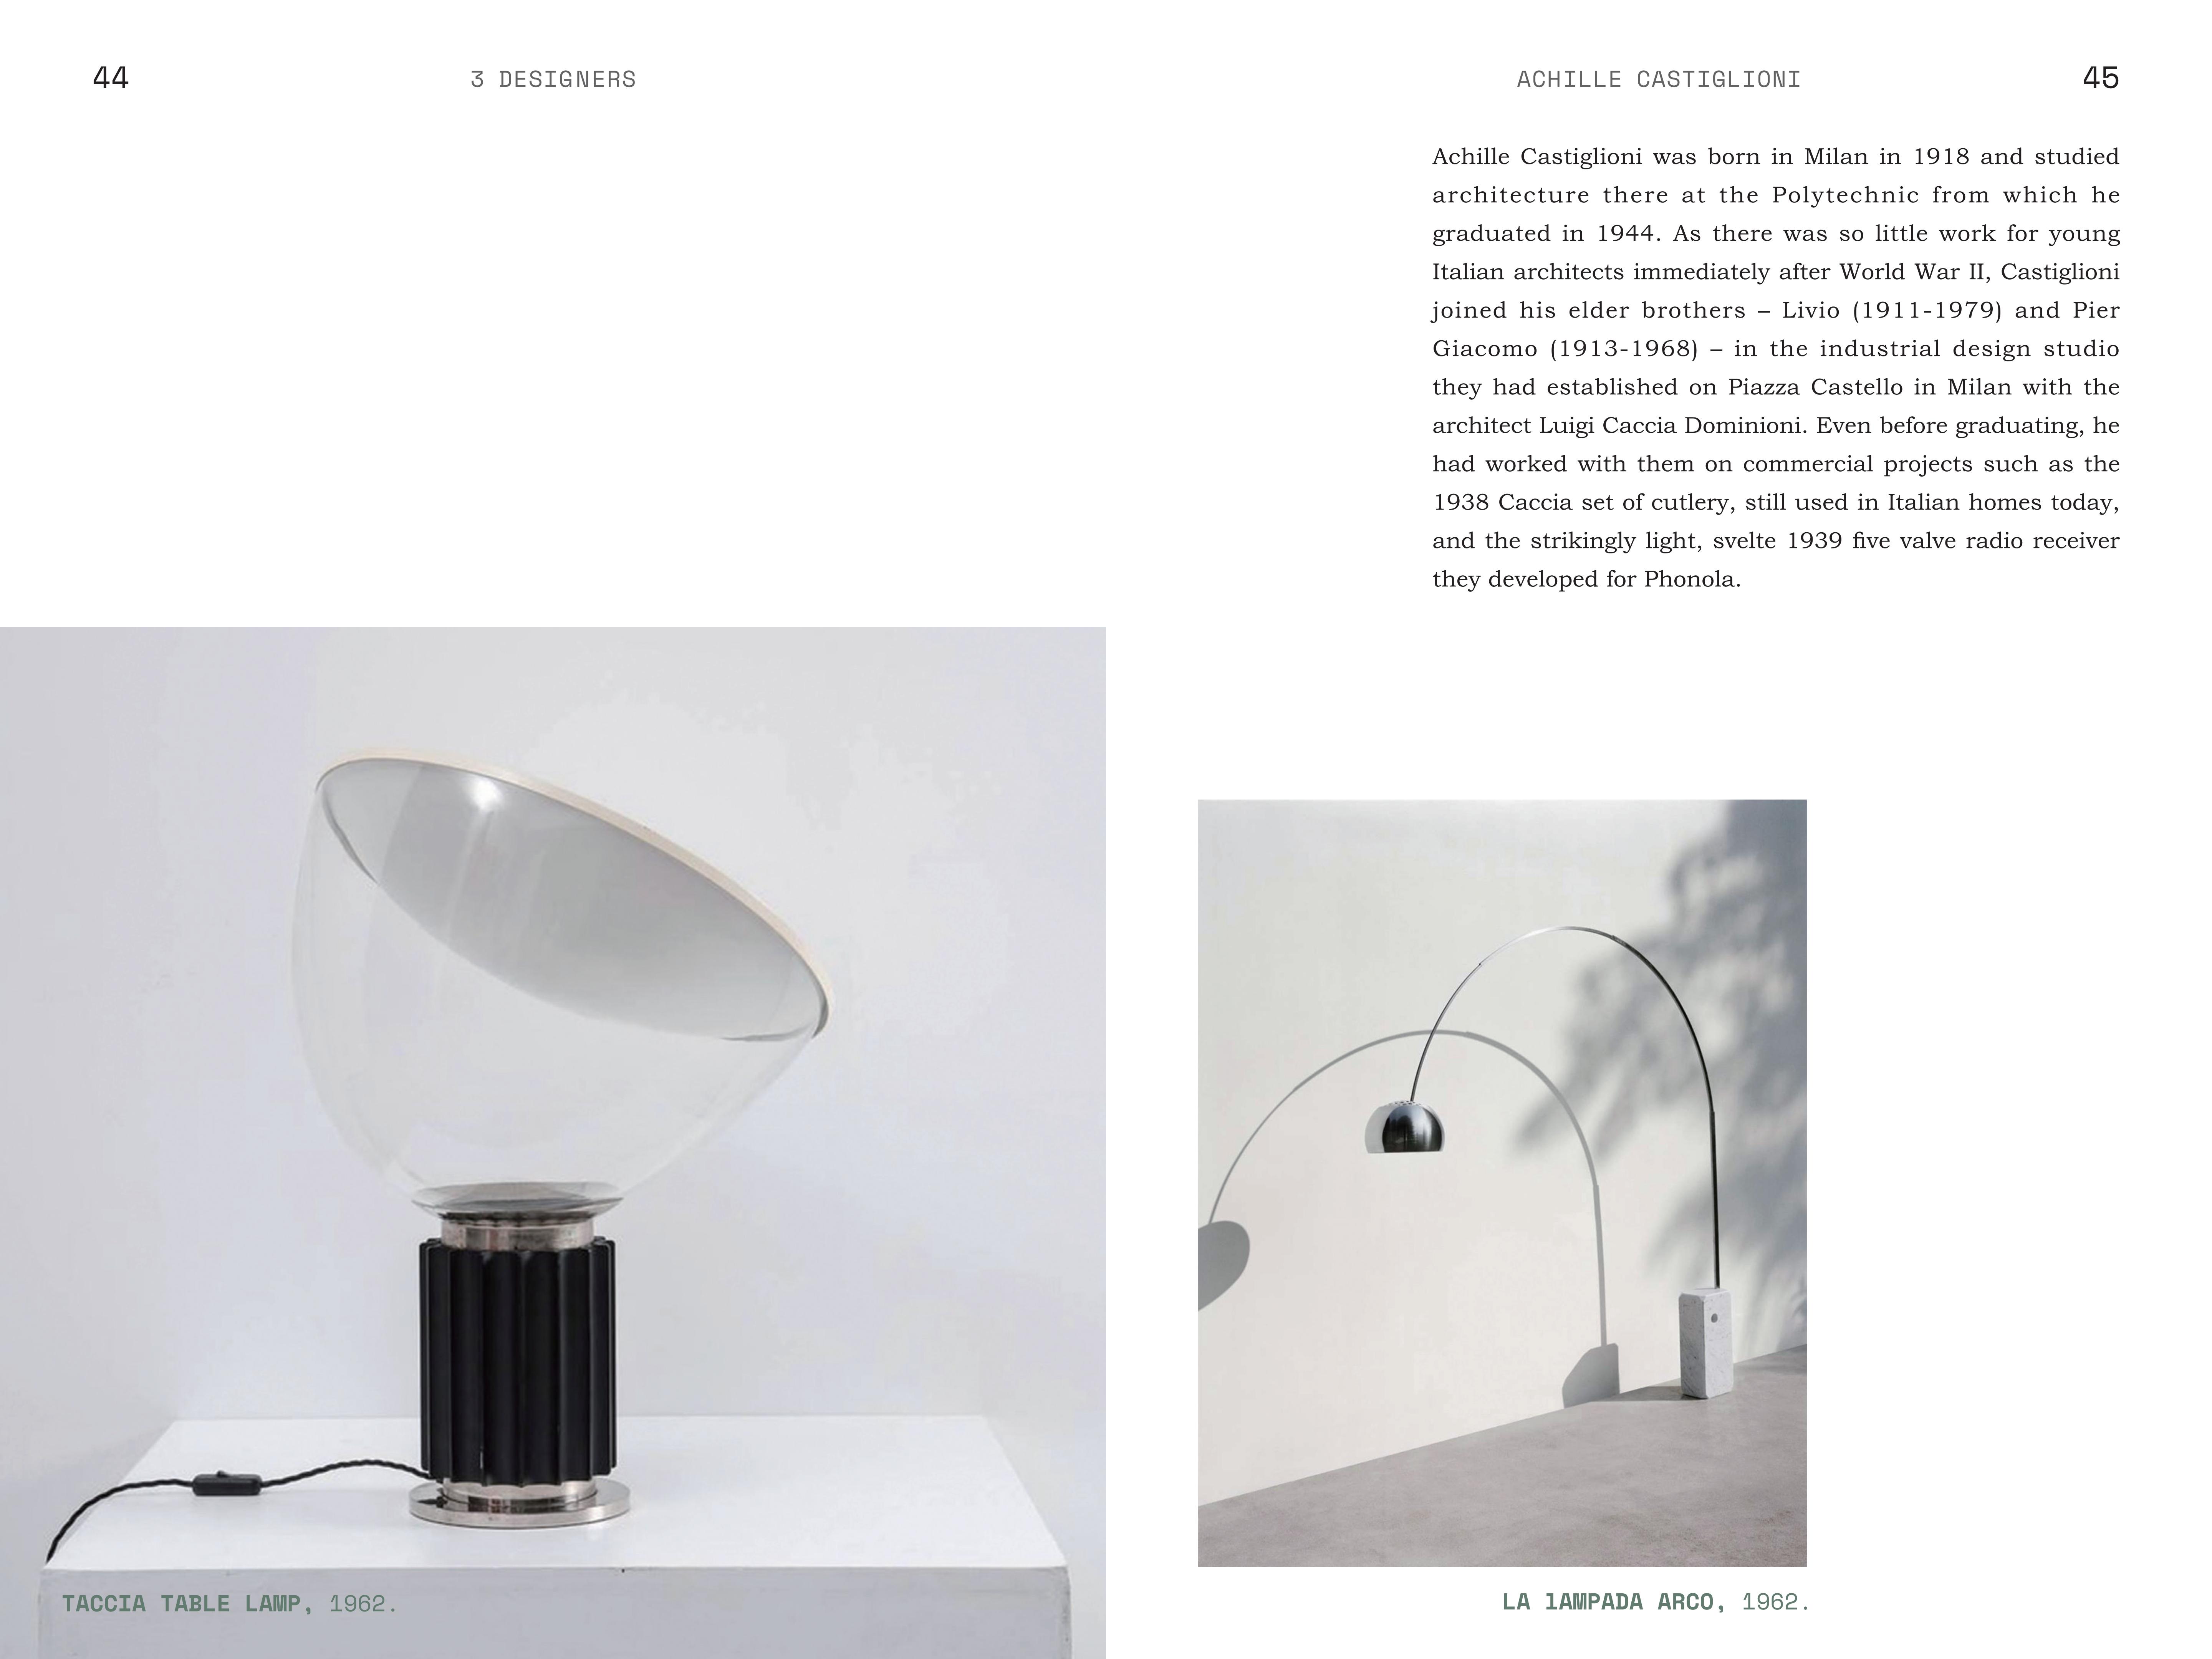 44
3 DESIGNERS
ACHILLE CASTIGLIONI
45
Achille Castiglioni was born in Milan in 1918 and studied
architecture there at the Polytechnic from which he
graduated in 1944. As there was so little work for young
Italian architects immediately after World War II, Castiglioni
joined his elder brothers – Livio (1911-1979) and Pier
Giacomo (1913-1968) – in the industrial design studio
they had established on Piazza Castello in Milan with the
architect Luigi Caccia Dominioni. Even before graduating, he
had worked with them on commercial projects such as the
1938 Caccia set of cutlery, still used in Italian homes today,
and the strikingly light, svelte 1939 five valve radio receiver
they developed for Phonola.
TACCIA TABLE LAMP, 1962.
LA lAMPADA ARCO, 1962.